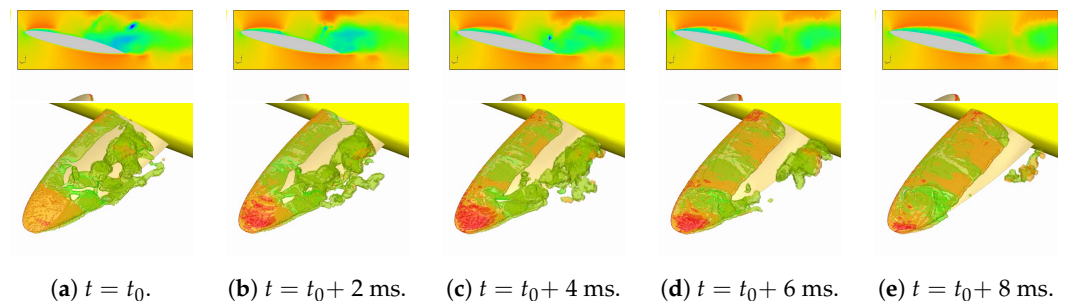 (a) t = t₀.
(b) t = t₀+ 2 ms.
(c) t = t₀+ 4 ms.
(d) t = t₀+ 6 ms.
(e) t = t₀+ 8 ms.